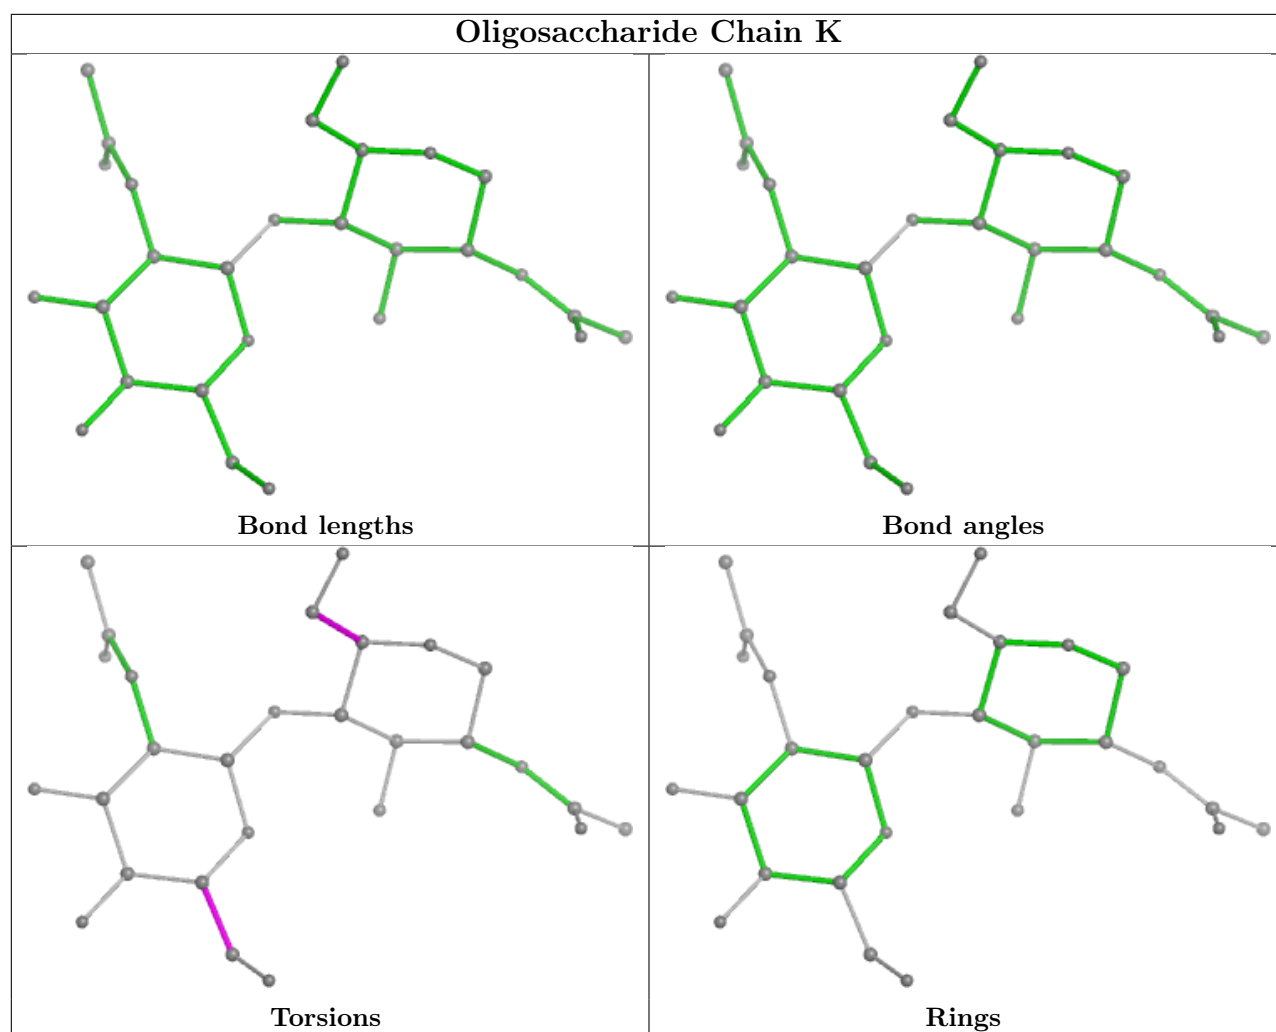 Oligosaccharide Chain K
Bond lengths
Bond angles
Torsions
Rings